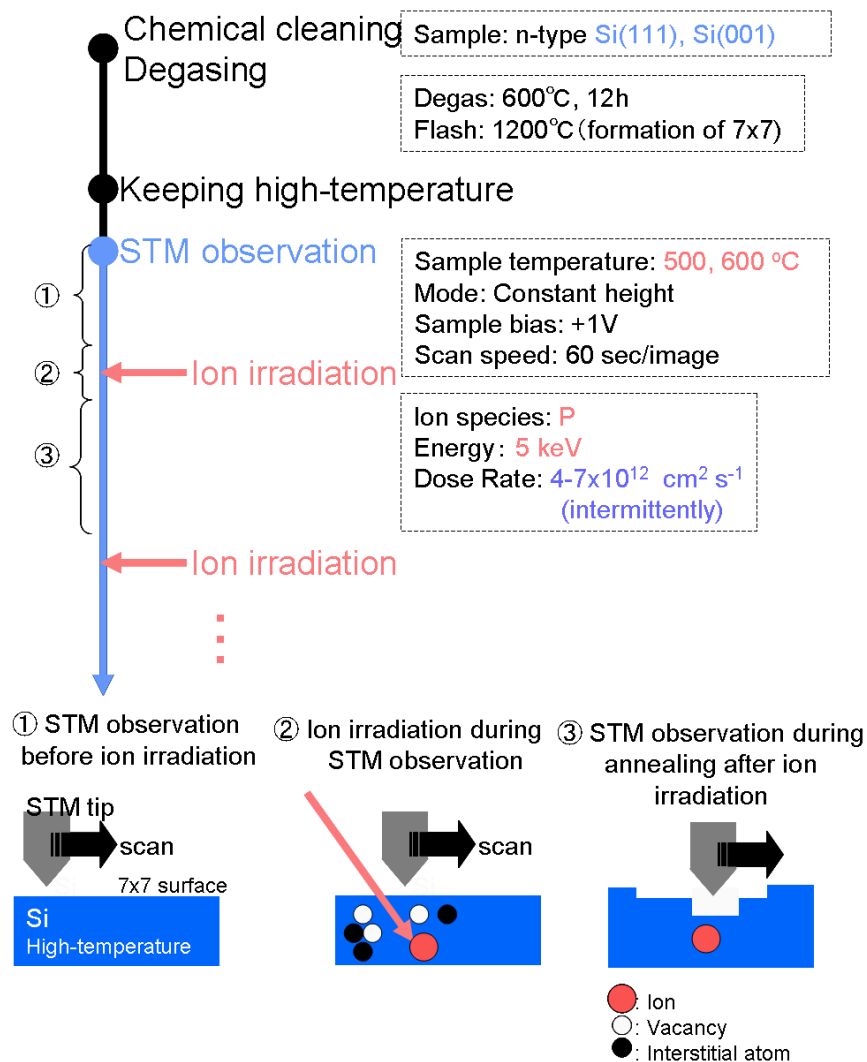 Chemical cleaning
Degasing
Sample: n-type Si(111), Si(001)
Degas: 600℃, 12h
Flash: 1200℃(formation of 7x7)
Keeping high-temperature
STM observation
Sample temperature: 500, 600 ºC
Mode: Constant height
Sample bias: +1V
Scan speed: 60 sec/image
①
②
Ion irradiation
③
Ion species: P
Energy: 5 keV
Dose Rate: 4-7x10¹² cm² s⁻¹
(intermittently)
Ion irradiation
① STM observation
before ion irradiation
② Ion irradiation during
STM observation
③ STM observation during
annealing after ion
irradiation
STM tip
scan
7x7 surface
Si
High-temperature
scan
: Ion
: Vacancy
: Interstitial atom